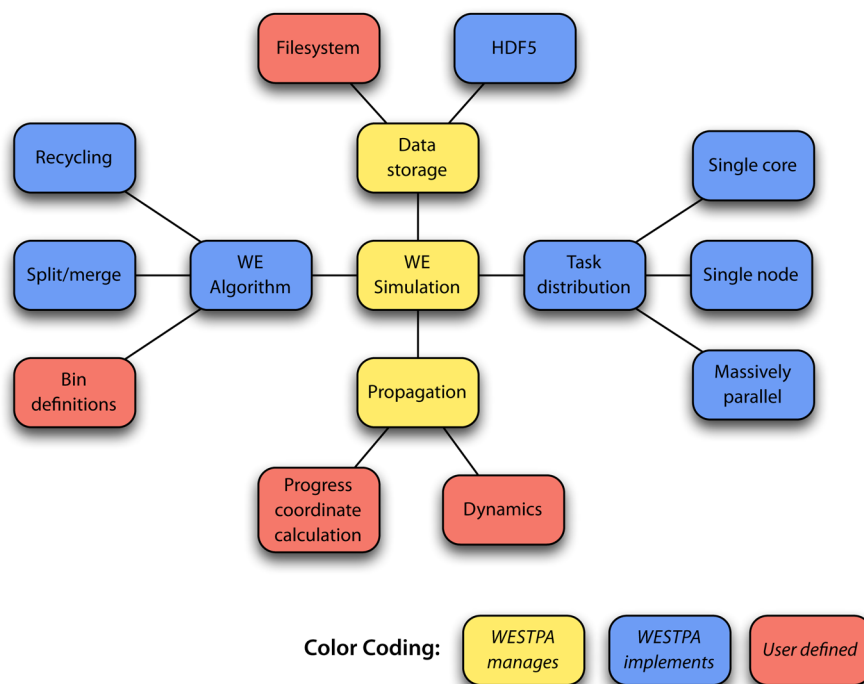 Filesystem
HDF5
Data
storage
Recycling
Single core
Split/merge
WE
Algorithm
WE
Simulation
Task
distribution
Single node
Bin
definitions
Propagation
Massively
parallel
Progress
coordinate
calculation
Dynamics
Color Coding:
WESTPA
manages
WESTPA
implements
User defined